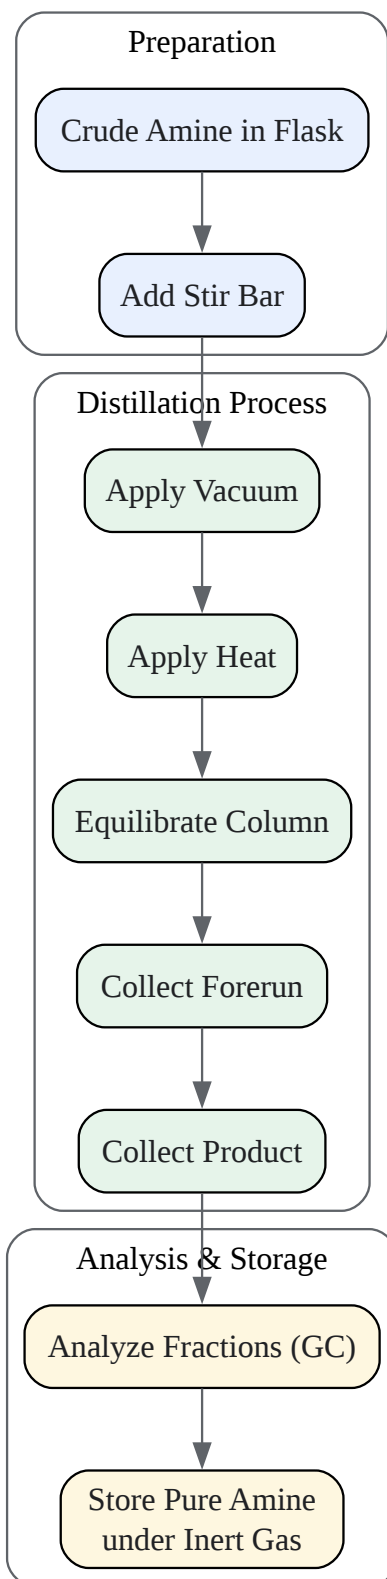 Preparation
Crude Amine in Flask
Add Stir Bar
Distillation Process
Apply Vacuum
Apply Heat
Equilibrate Column
Collect Forerun
Collect Product
Analysis & Storage
Analyze Fractions (GC)
Store Pure Amine
under Inert Gas